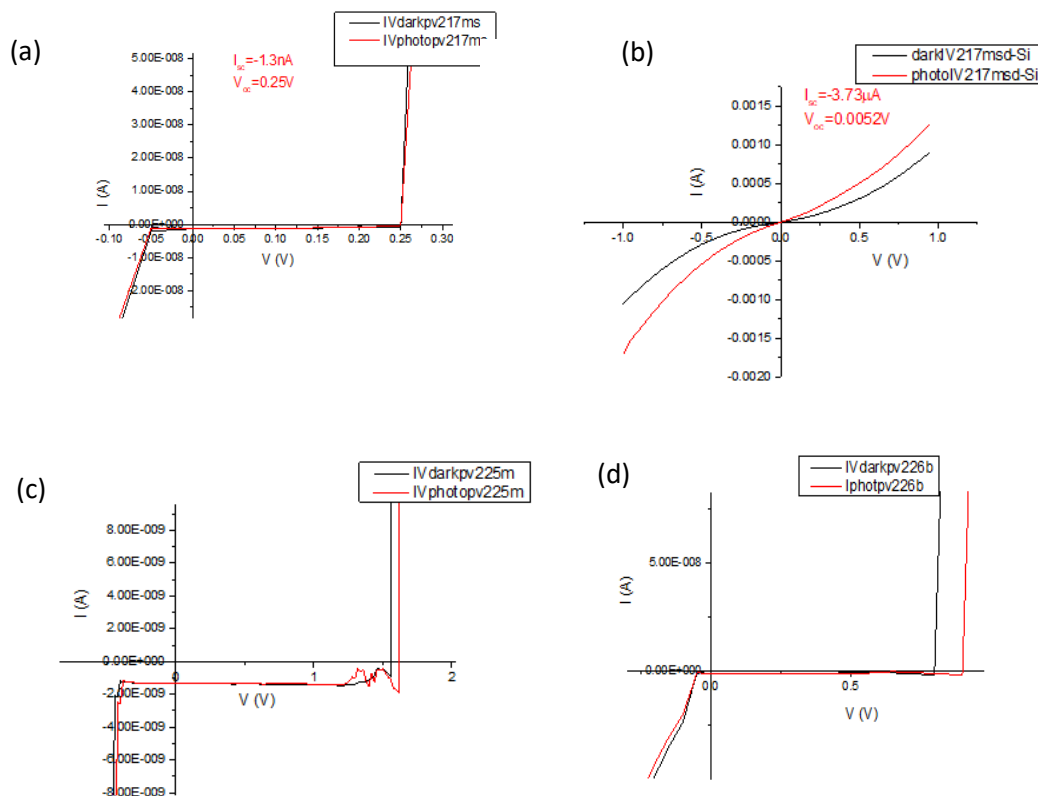 (a)
IVdarkpv217ms
IVphotopv217m
I_sc=-1.3nA
V_oc=0.25V
5.00E-008
4.00E-008
3.00E-008
2.00E-008
1.00E-008
0.00E+000
-1.00E-008
-2.00E-008
I (A)
-0.10 -0.05 0.00 0.05 0.10 0.15 0.20 0.25 0.30
V (V)
(b)
darkIV217msd-Si
photoIV217msd-Si
I_sc=-3.73μA
V_oc=0.0052V
0.0015
0.0010
0.0005
0.0000
-0.0005
-0.0010
-0.0015
-0.0020
I (A)
-1.0 -0.5 0.0 0.5 1.0
V (V)
(c)
IVdarkpv225m
IVphotopv225m
8.00E-009
6.00E-009
4.00E-009
2.00E-009
0.00E+000
-2.00E-009
-4.00E-009
-6.00E-009
-8.00E-009
I (A)
0 1 2
V (V)
(d)
IVdarkpv226b
Iphotpv226b
5.00E-008
0.00E+000
I (A)
0.0 0.5
V (V)